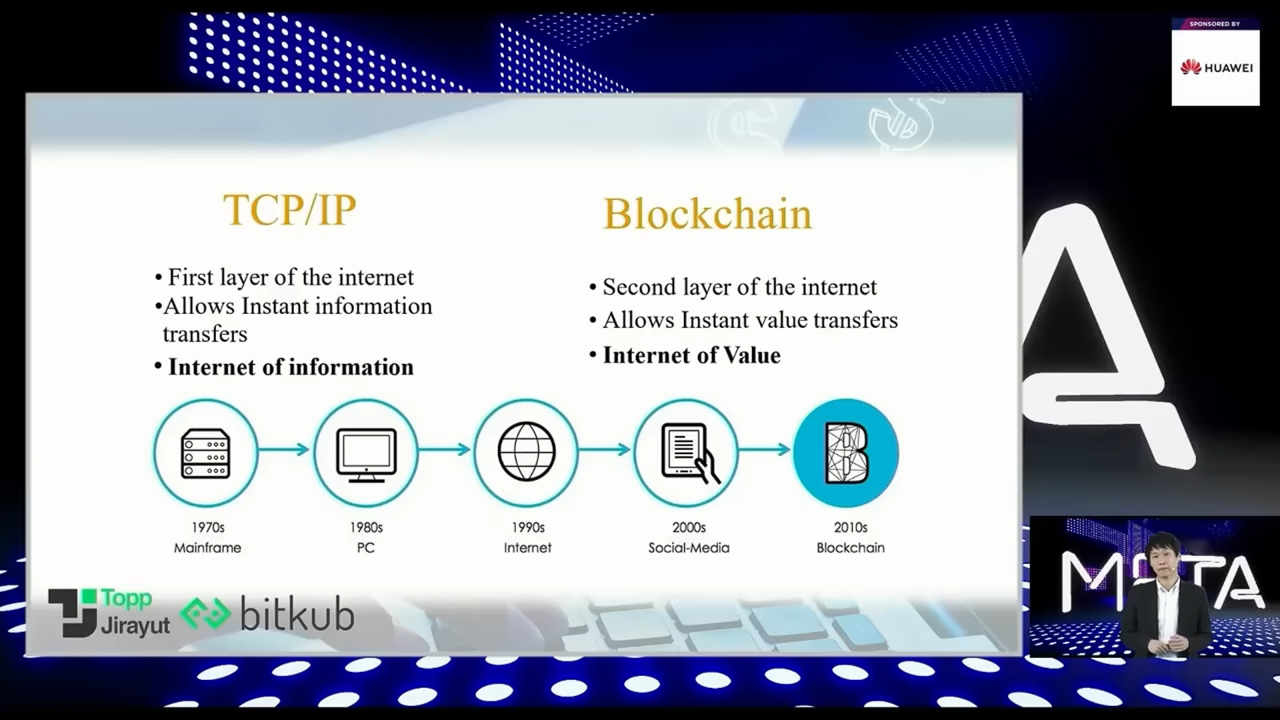 SPONSORED BY
HUAWEI
TCP/IP
• First layer of the internet
•Allows Instant information
transfers
• Internet of information
Blockchain
• Second layer of the internet
• Allows Instant value transfers
• Internet of Value
1970s
Mainframe
1980s
PC
1990s
Internet
2000s
Social-Media
2010s
Blockchain
Topp
Jirayut
bitkub
META